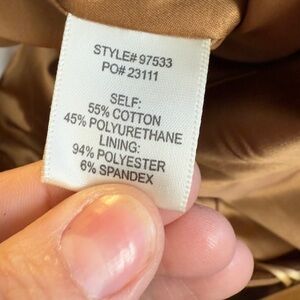 STYLE# 97533
PO# 23111
SELF:
55% COTTON
45% POLYURETHANE
LINING:
94% POLYESTER
6% SPANDEX